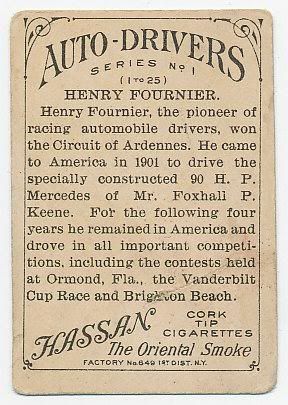 AUTO-DRIVERS
SERIES No 1
(1 TO 25)
HENRY FOURNIER.
Henry Fournier, the pioneer of
racing automobile drivers, won
the Circuit of Ardennes. He came
to America in 1901 to drive the
specially constructed 90 H. P.
Mercedes of Mr. Foxhall P.
Keene. For the following four
years he remained in America and
drove in all important competi-
tions, including the contests held
at Ormond, Fla., the Vanderbilt
Cup Race and Brighton Beach.
HASSAN
CORK
TIP
CIGARETTES
The Oriental Smoke
FACTORY No. 649 1ST DIST. N.Y.